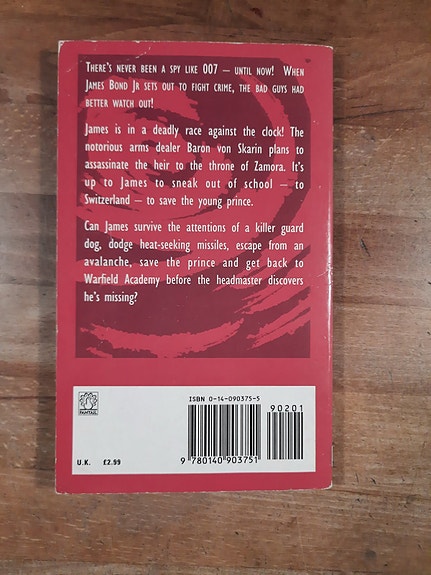 THERE'S NEVER BEEN A SPY LIKE 007 – UNTIL NOW! WHEN
JAMES BOND JR SETS OUT TO FIGHT CRIME, THE BAD GUYS HAD
BETTER WATCH OUT!
James is in a deadly race against the clock! The
notorious arms dealer Baron von Skarin plans to
assassinate the heir to the throne of Zamora. It's
up to James to sneak out of school – to
Switzerland – to save the young prince.
Can James survive the attentions of a killer guard
dog, dodge heat-seeking missiles, escape from an
avalanche, save the prince and get back to
Warfield Academy before the headmaster discovers
he's missing?
ISBN 0-14-090375-5
90201
FANTAIL
9 780140 903751
U.K. £2.99